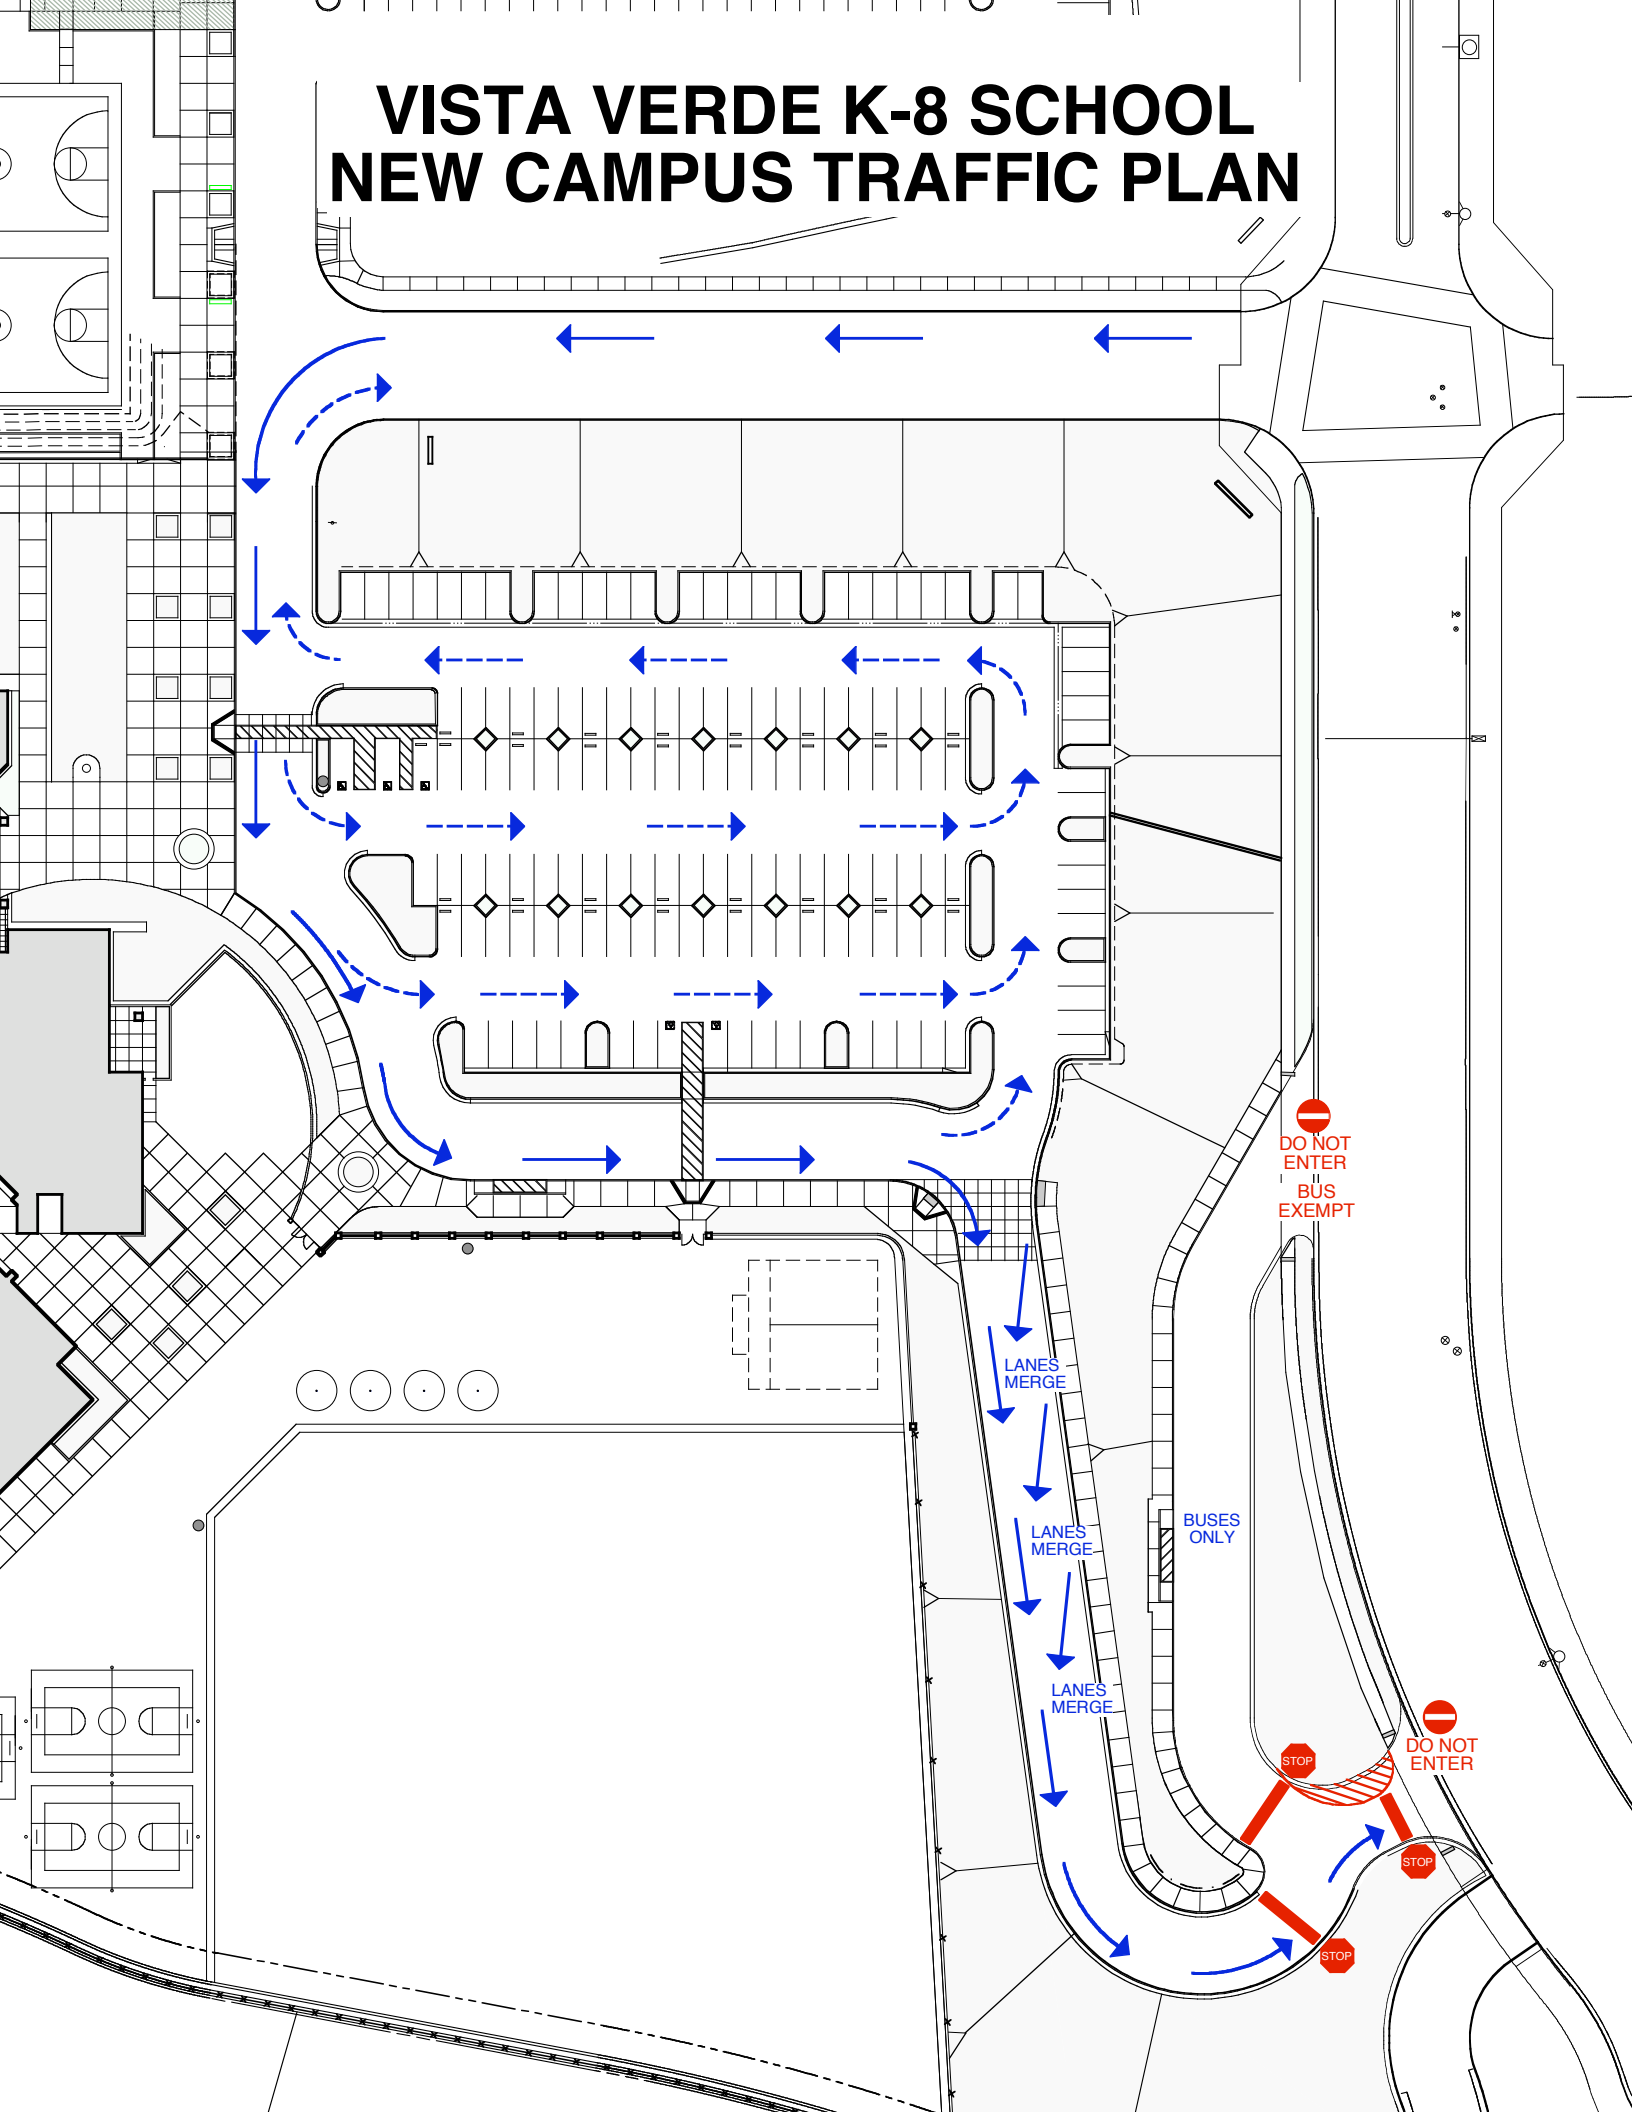 VISTA VERDE K-8 SCHOOL
NEW CAMPUS TRAFFIC PLAN
DO NOT
ENTER
BUS
EXEMPT
LANES
MERGE
BUSES
ONLY
LANES
MERGE
LANES
MERGE
DO NOT
ENTER
STOP
STOP
STOP